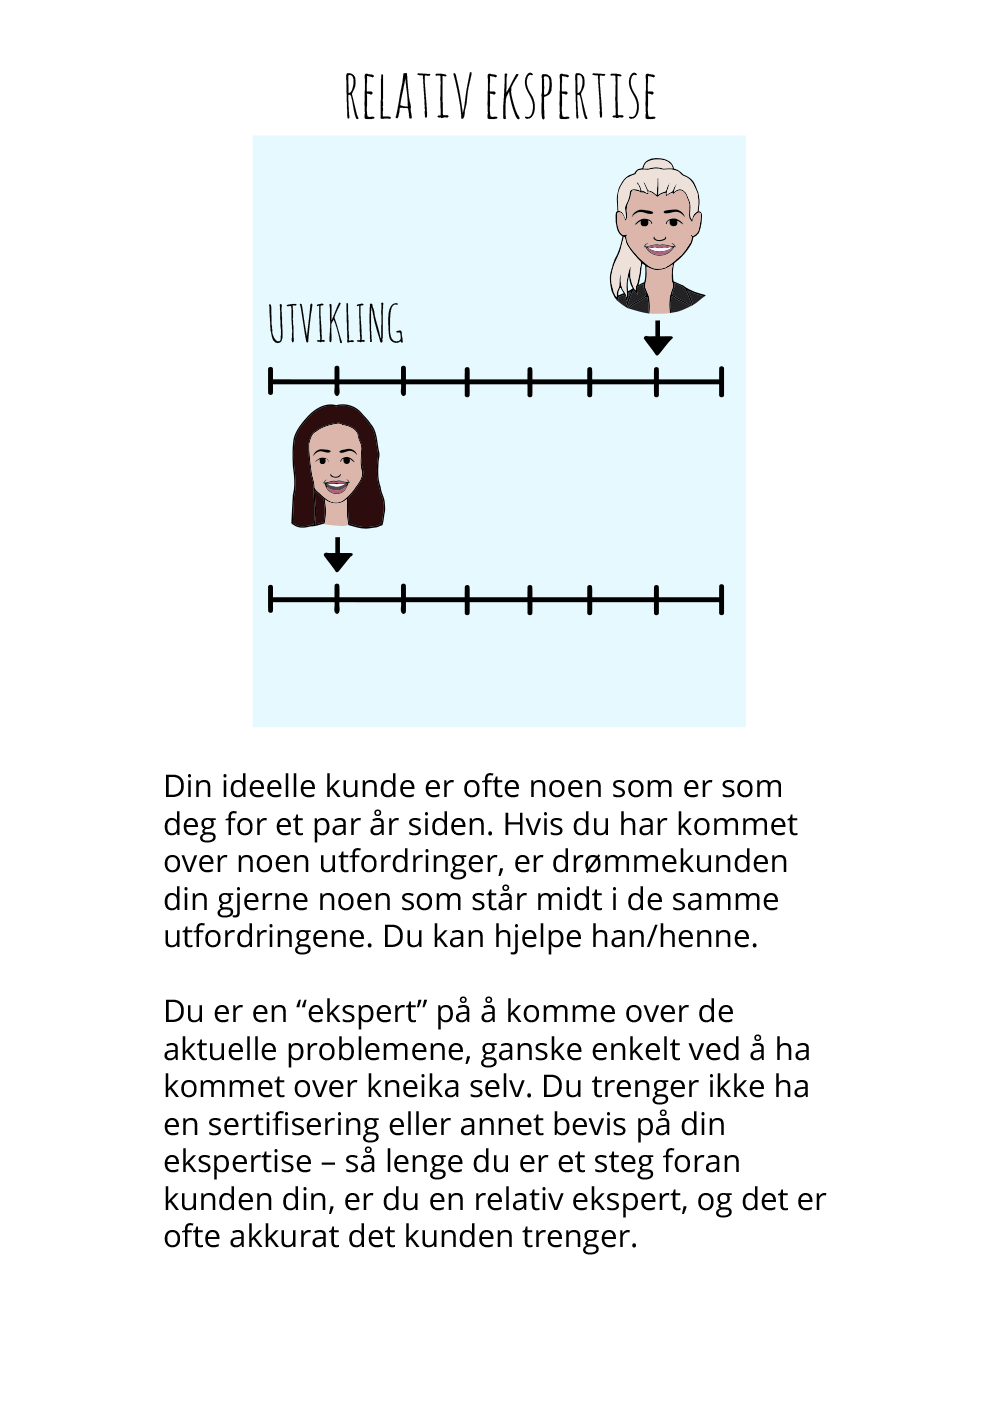 RELATIV EKSPERTISE
UTVIKLING
Din ideelle kunde er ofte noen som er som
deg for et par år siden. Hvis du har kommet
over noen utfordringer, er drømmekunden
din gjerne noen som står midt i de samme
utfordringene. Du kan hjelpe han/henne.
Du er en “ekspert” på å komme over de
aktuelle problemene, ganske enkelt ved å ha
kommet over kneika selv. Du trenger ikke ha
en sertifisering eller annet bevis på din
ekspertise – så lenge du er et steg foran
kunden din, er du en relativ ekspert, og det er
ofte akkurat det kunden trenger.